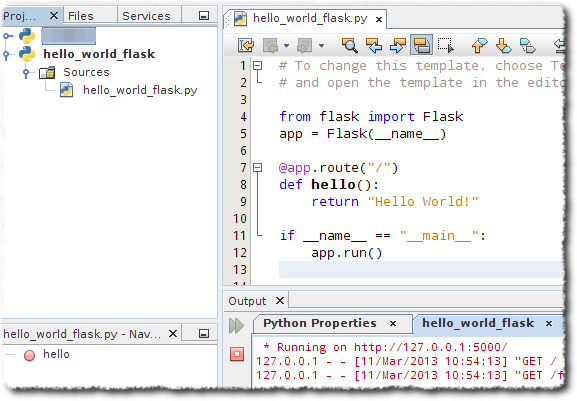 Proj... Files Services
hello_world_flask
Sources
hello_world_flask.py
hello_world_flask.py - Nav...
hello
hello_world_flask.py
1 # To change this template, choose To
2 # and open the template in the edito
3
4 from flask import Flask
5 app = Flask(__name__)
6
7 @app.route("/")
8 def hello():
9 return "Hello World!"
10
11 if __name__ == "__main__":
12 app.run()
13
Output
Python Properties hello_world_flask
* Running on http://127.0.0.1:5000/
127.0.0.1 - - [11/Mar/2013 10:54:13] "GET /
127.0.0.1 - - [11/Mar/2013 10:54:13] "GET /f